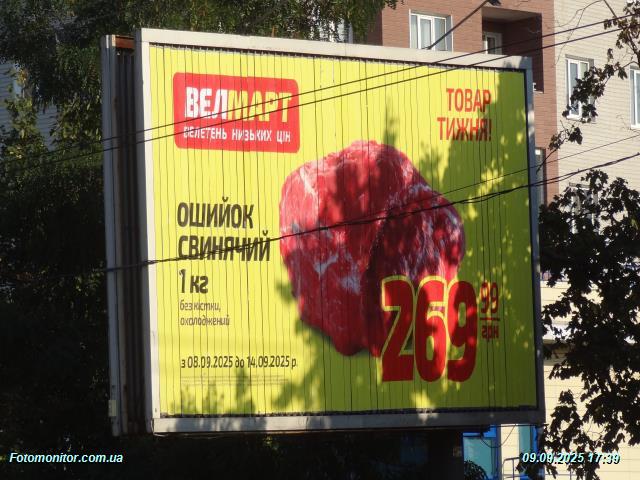 ВЕЛМАРТ
ВЕЛЕТЕНЬ НИЗЬКИХ ЦІН
ТОВАР
ТИЖНЯ!
ОШИЙОК
СВИНЯЧИЙ
1 кг
без кістки,
охолоджений
269 99
грн
з 08.09.2025 до 14.09.2025 р.
Fotomonitor.com.ua
09.09.2025 17:39